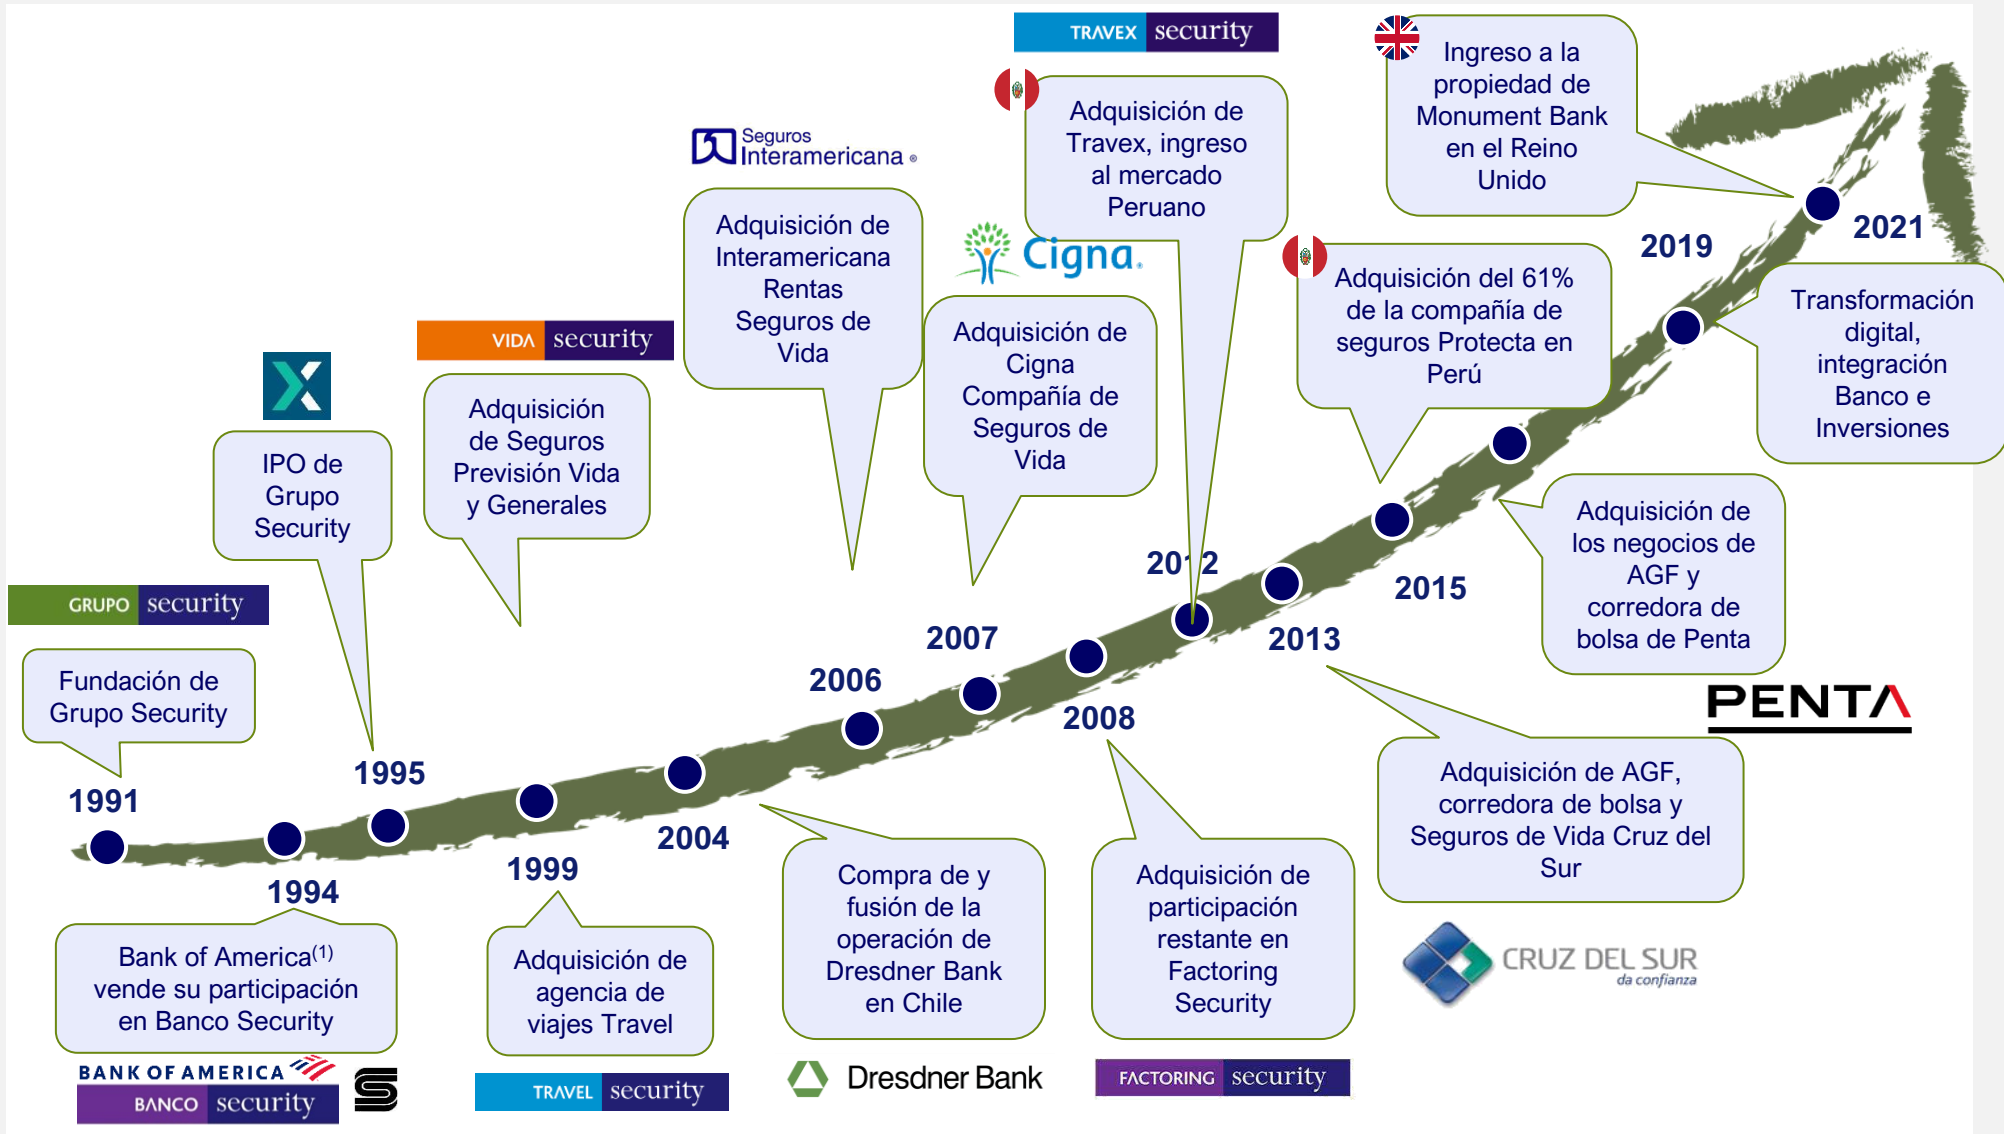 TRAVEX security
Ingreso a la
propiedad de
Monument Bank
en el Reino
Unido
Adquisición de
Travex, ingreso
al mercado
Peruano
Seguros
Interamericana ®
Adquisición de
Interamericana
Rentas
Seguros de
Vida
Cigna.
2019
2021
Adquisición del 61%
de la compañía de
seguros Protecta en
Perú
Transformación
digital,
integración
Banco e
Inversiones
Adquisición de
Cigna
Compañía de
Seguros de
Vida
VIDA security
Adquisición
de Seguros
Previsión Vida
y Generales
IPO de
Grupo
Security
Adquisición de
los negocios de
AGF y
corredora de
bolsa de Penta
PENTA
GRUPO security
Fundación de
Grupo Security
2012
2015
2013
2007
2006
2008
1995
1991
2004
1999
1994
Adquisición de AGF,
corredora de bolsa y
Seguros de Vida Cruz del
Sur
Compra de y
fusión de la
operación de
Dresdner Bank
en Chile
Adquisición de
participación
restante en
Factoring
Security
Bank of America(1)
vende su participación
en Banco Security
Adquisición de
agencia de
viajes Travel
CRUZ DEL SUR
da confianza
BANK OF AMERICA
BANCO security
TRAVEL security
Dresdner Bank
FACTORING security